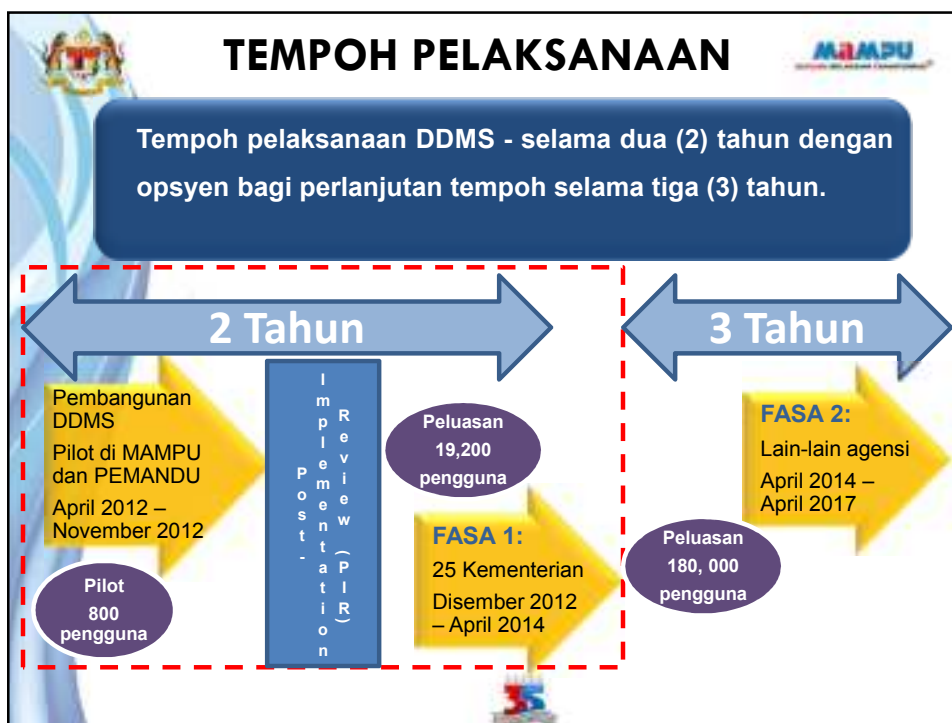 TEMPOH PELAKSANAAN
MAMPU
Tempoh pelaksanaan DDMS - selama dua (2) tahun dengan
opsyen bagi perlanjutan tempoh selama tiga (3) tahun.
2 Tahun
3 Tahun
Pembangunan
DDMS
Pilot di MAMPU
dan PEMANDU
April 2012 –
November 2012
Pilot
800
pengguna
Post-
Implementation
Review (PIR)
Peluasan
19,200
pengguna
FASA 1:
25 Kementerian
Disember 2012
– April 2014
Peluasan
180, 000
pengguna
FASA 2:
Lain-lain agensi
April 2014 –
April 2017
35